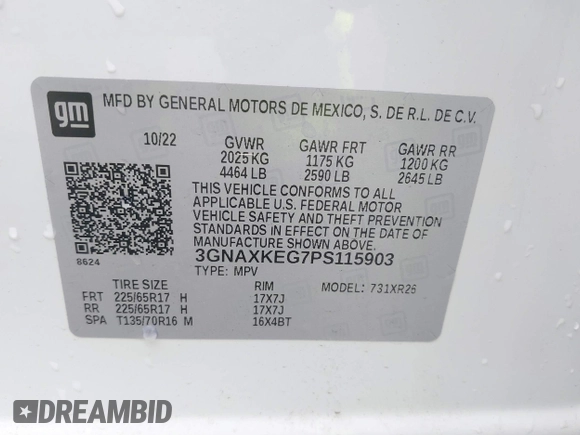 gm
MFD BY GENERAL MOTORS DE MEXICO, S. DE R.L. DE C.V.
10/22 GVWR GAWR FRT GAWR RR
2025 KG 1175 KG 1200 KG
4464 LB 2590 LB 2645 LB
THIS VEHICLE CONFORMS TO ALL
APPLICABLE U.S. FEDERAL MOTOR
VEHICLE SAFETY AND THEFT PREVENTION
STANDARDS IN EFFECT ON THE DATE OF
MANUFACTURE SHOWN ABOVE.
8624 3GNAXKEG7PS115903
TYPE: MPV
TIRE SIZE RIM MODEL: 731XR26
FRT 225/65R17 H 17X7J
RR 225/65R17 H 17X7J
SPA T135/70R16 M 16X4BT
DREAMBID